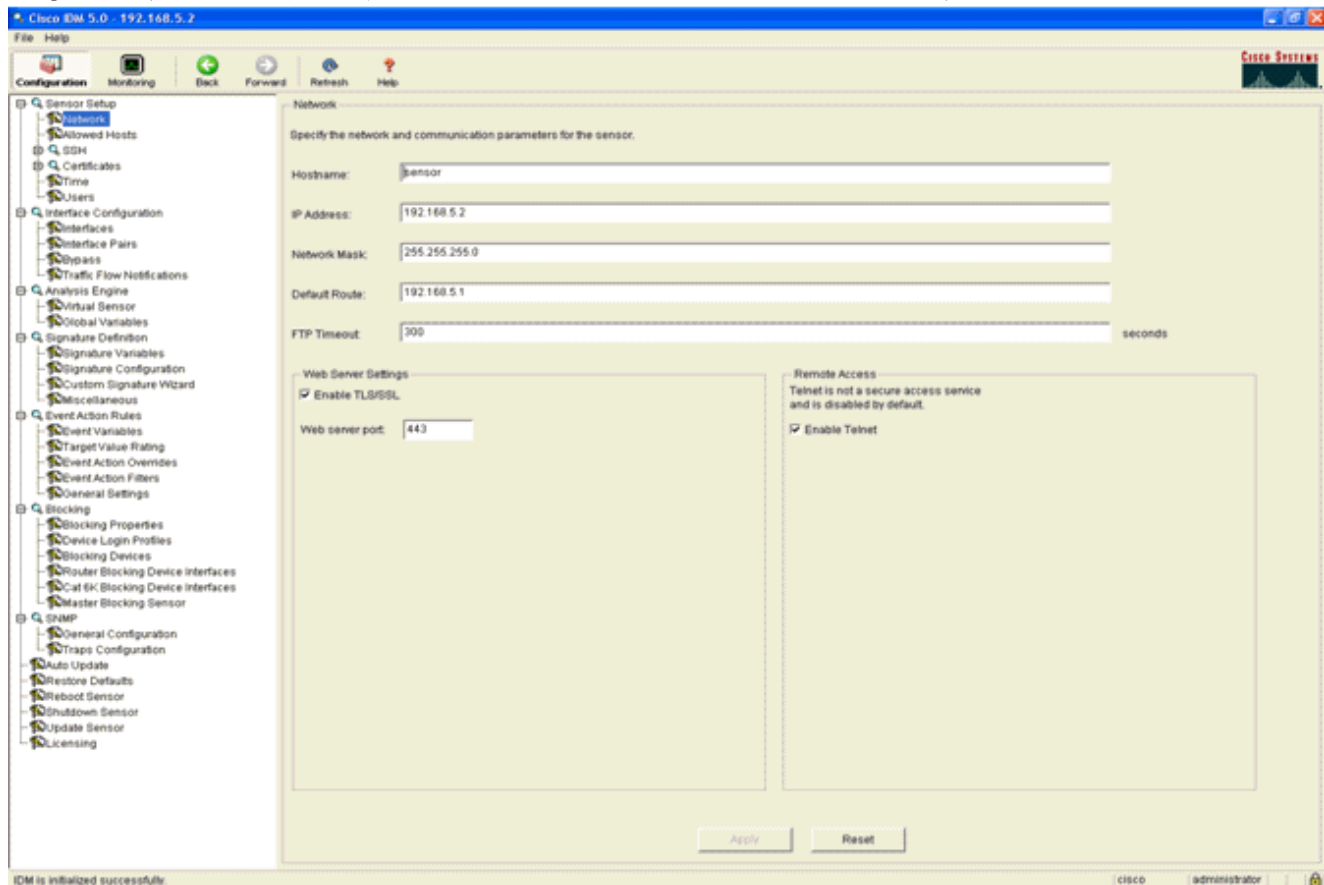 Cisco IDM 5.0 - 192.168.5.2
File Help
Configuration Monitoring Back Forward Refresh Help
CISCO SYSTEMS
Sensor Setup
Network
Allowed Hosts
SSH
Certificates
Time
Users
Interface Configuration
Interfaces
Interface Pairs
Bypass
Traffic Flow Notifications
Analysis Engine
Virtual Sensor
Global Variables
Signature Definition
Signature Variables
Signature Configuration
Custom Signature Wizard
Miscellaneous
Event Action Rules
Event Variables
Target Value Rating
Event Action Overrides
Event Action Filters
General Settings
Blocking
Blocking Properties
Device Login Profiles
Blocking Devices
Router Blocking Device Interfaces
Cat 6K Blocking Device Interfaces
Master Blocking Sensor
SNMP
General Configuration
Traps Configuration
Auto Update
Restore Defaults
Reboot Sensor
Shutdown Sensor
Update Sensor
Licensing
Network
Specify the network and communication parameters for the sensor.
Hostname: sensor
IP Address: 192.168.5.2
Network Mask: 255.255.255.0
Default Route: 192.168.5.1
FTP Timeout: 300 seconds
Web Server Settings
Enable TLS/SSL
Web server port: 443
Remote Access
Telnet is not a secure access service
and is disabled by default.
Enable Telnet
Apply Reset
IDM is initialized successfully.
cisco administrator